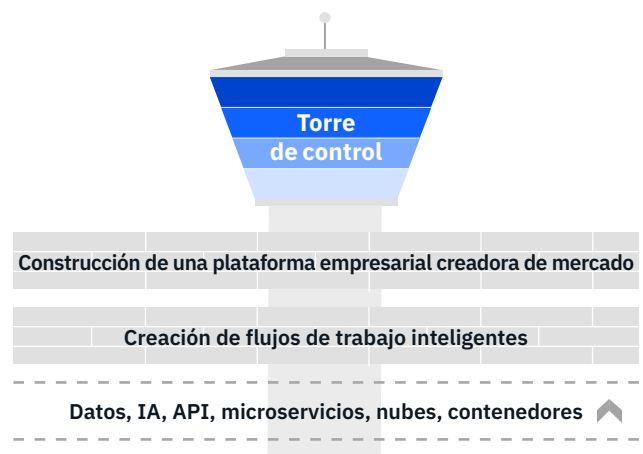 Torre
de control
Construcción de una plataforma empresarial creadora de mercado
Creación de flujos de trabajo inteligentes
Datos, IA, API, microservicios, nubes, contenedores